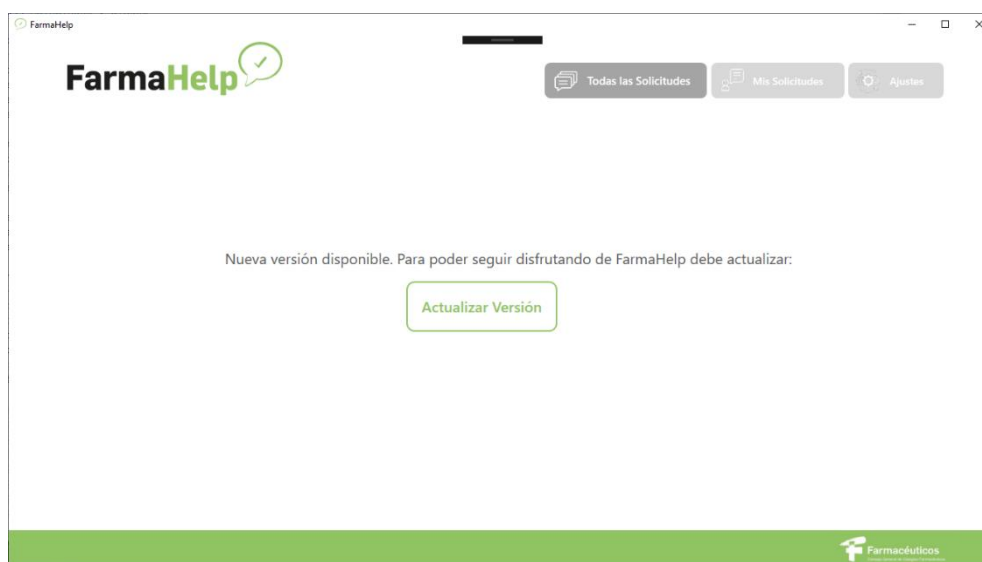 FarmaHelp
FarmaHelp
Todas las Solicitudes
Mis Solicitudes
Ajustes
Nueva versión disponible. Para poder seguir disfrutando de FarmaHelp debe actualizar:
Actualizar Versión
Farmacéuticos